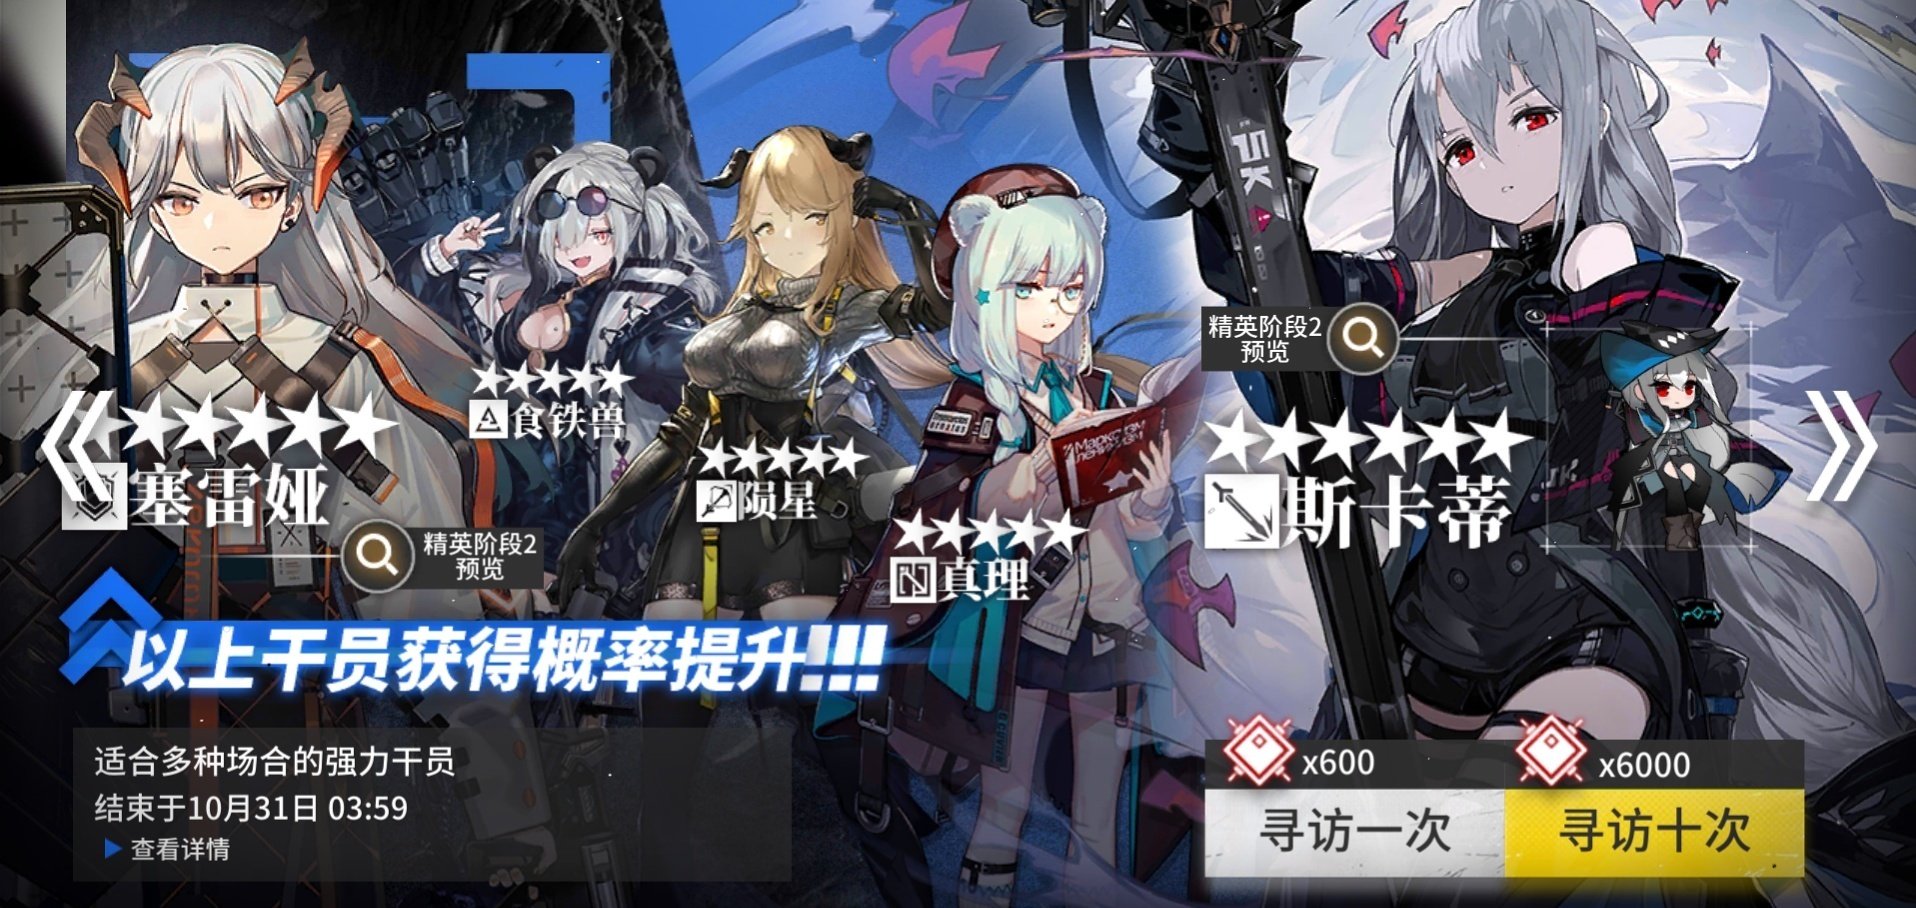 塞雷娅
精英阶段2
预览
食铁兽
陨星
真理
精英阶段2
预览
斯卡蒂
SK
以上干员获得概率提升!!!
适合多种场合的强力干员
结束于10月31日 03:59
查看详情
x600
寻访一次
x6000
寻访十次